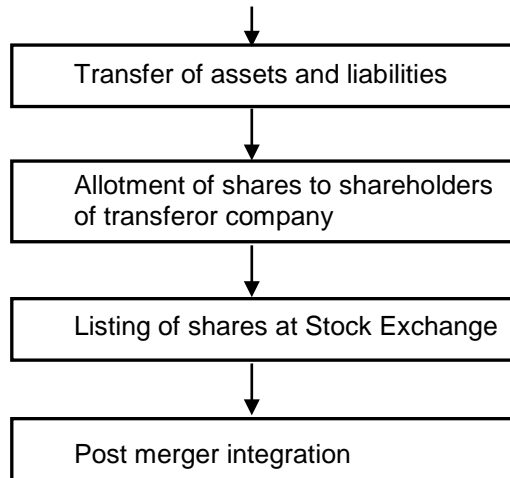 Transfer of assets and liabilities
Allotment of shares to shareholders
of transferor company
Listing of shares at Stock Exchange
Post merger integration